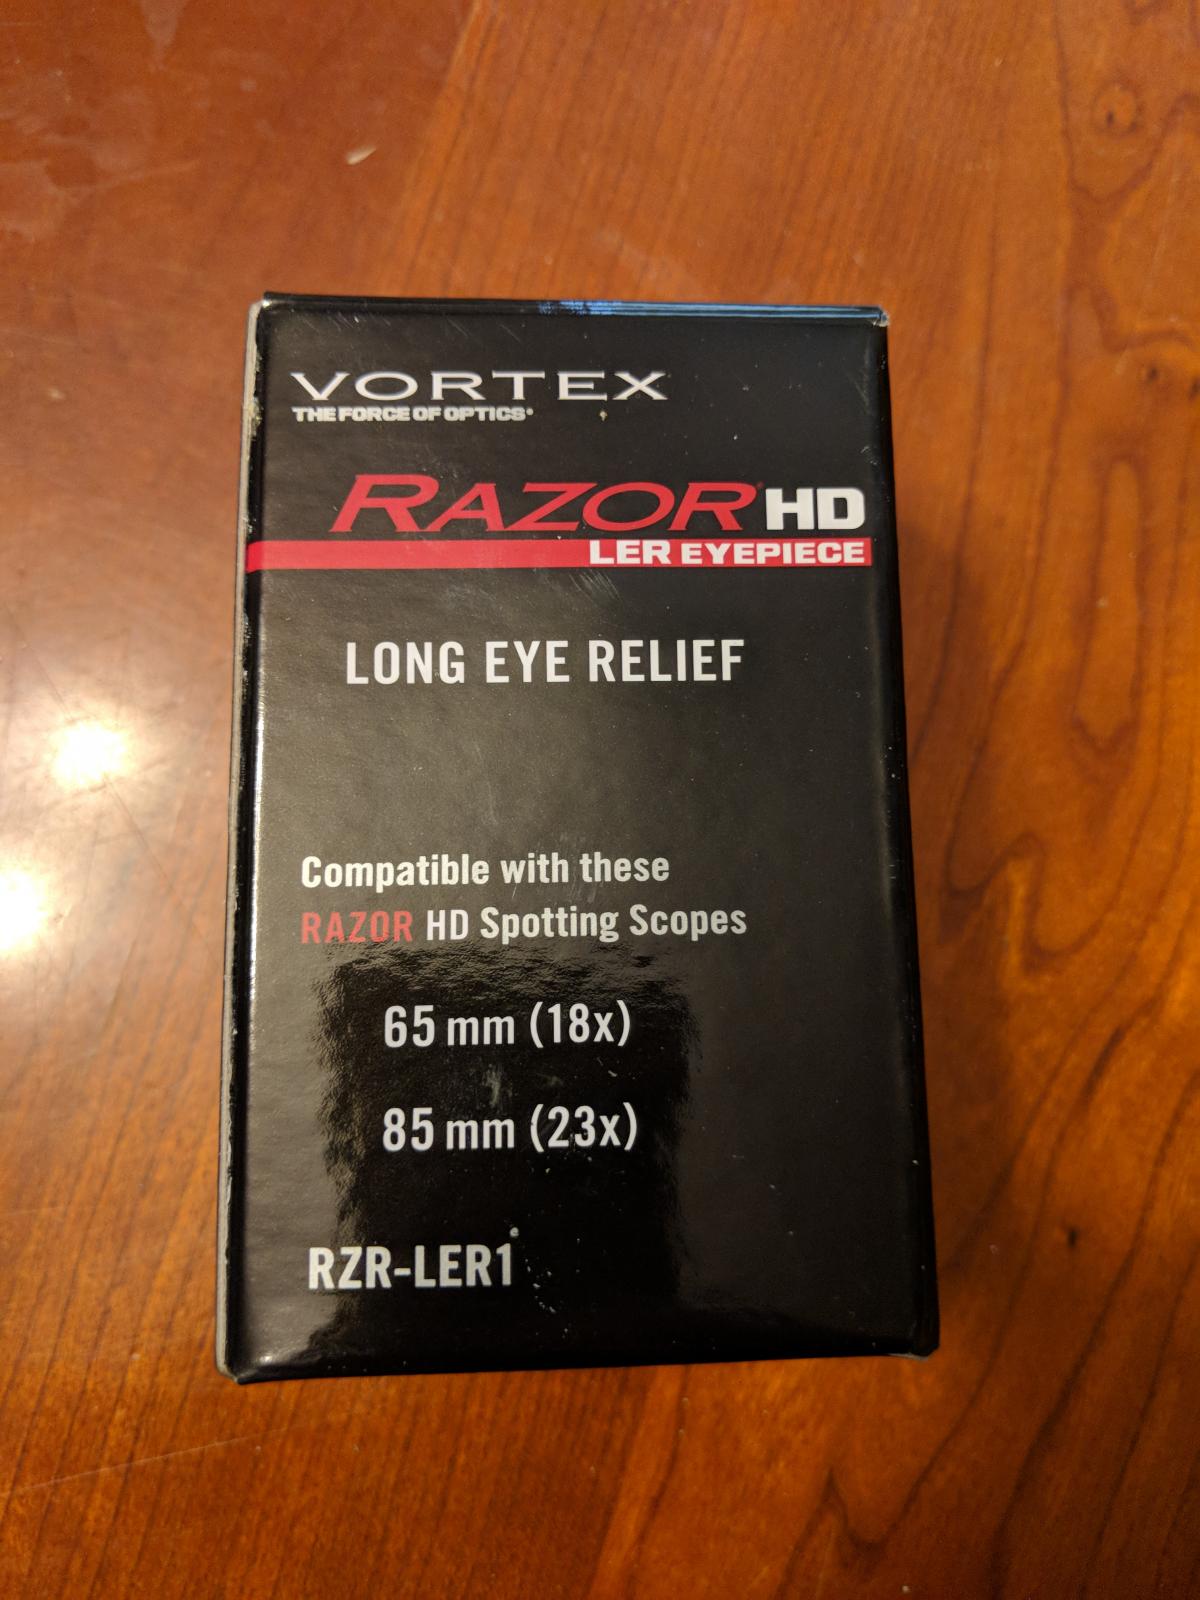 VORTEX
THE FORCE OF OPTICS®
RAZOR HD
LER EYEPIECE
LONG EYE RELIEF
Compatible with these
RAZOR HD Spotting Scopes
65 mm (18x)
85 mm (23x)
RZR-LER1